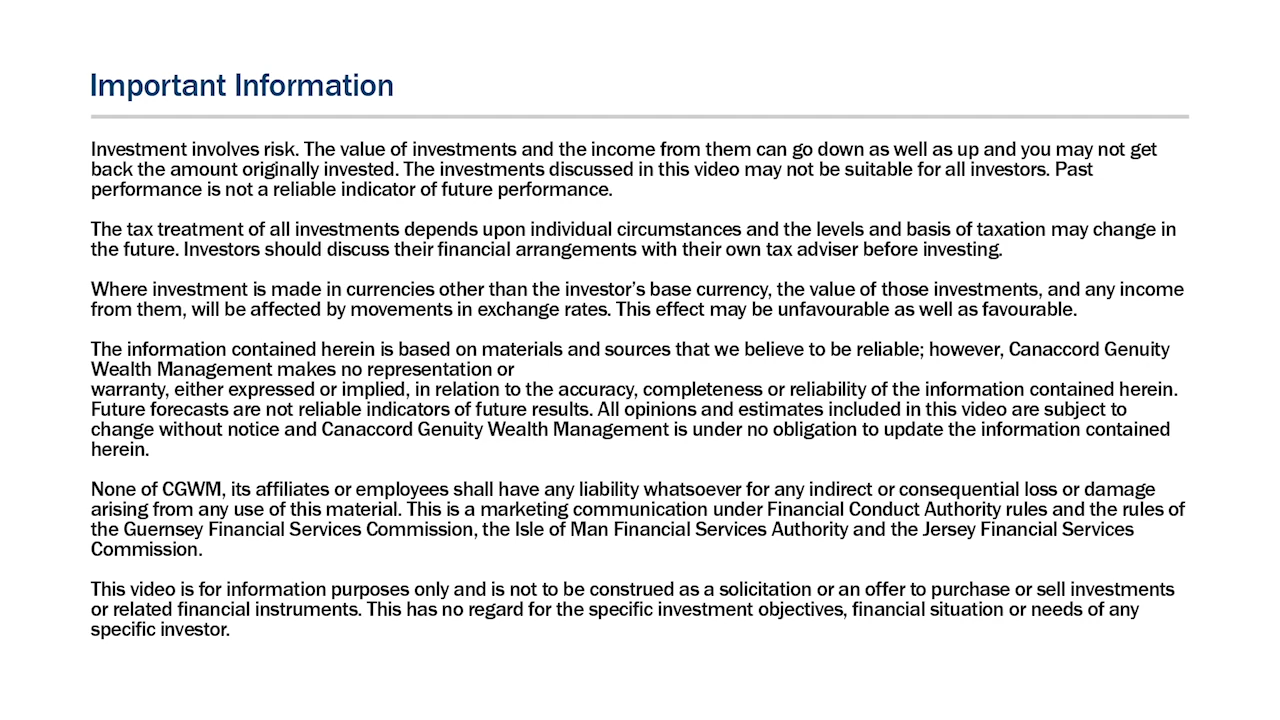 Important Information
Investment involves risk. The value of investments and the income from them can go down as well as up and you may not get
back the amount originally invested. The investments discussed in this video may not be suitable for all investors. Past
performance is not a reliable indicator of future performance.
The tax treatment of all investments depends upon individual circumstances and the levels and basis of taxation may change in
the future. Investors should discuss their financial arrangements with their own tax adviser before investing.
Where investment is made in currencies other than the investor’s base currency, the value of those investments, and any income
from them, will be affected by movements in exchange rates. This effect may be unfavourable as well as favourable.
The information contained herein is based on materials and sources that we believe to be reliable; however, Canaccord Genuity
Wealth Management makes no representation or
warranty, either expressed or implied, in relation to the accuracy, completeness or reliability of the information contained herein.
Future forecasts are not reliable indicators of future results. All opinions and estimates included in this video are subject to
change without notice and Canaccord Genuity Wealth Management is under no obligation to update the information contained
herein.
None of CGWM, its affiliates or employees shall have any liability whatsoever for any indirect or consequential loss or damage
arising from any use of this material. This is a marketing communication under Financial Conduct Authority rules and the rules of
the Guernsey Financial Services Commission, the Isle of Man Financial Services Authority and the Jersey Financial Services
Commission.
This video is for information purposes only and is not to be construed as a solicitation or an offer to purchase or sell investments
or related financial instruments. This has no regard for the specific investment objectives, financial situation or needs of any
specific investor.